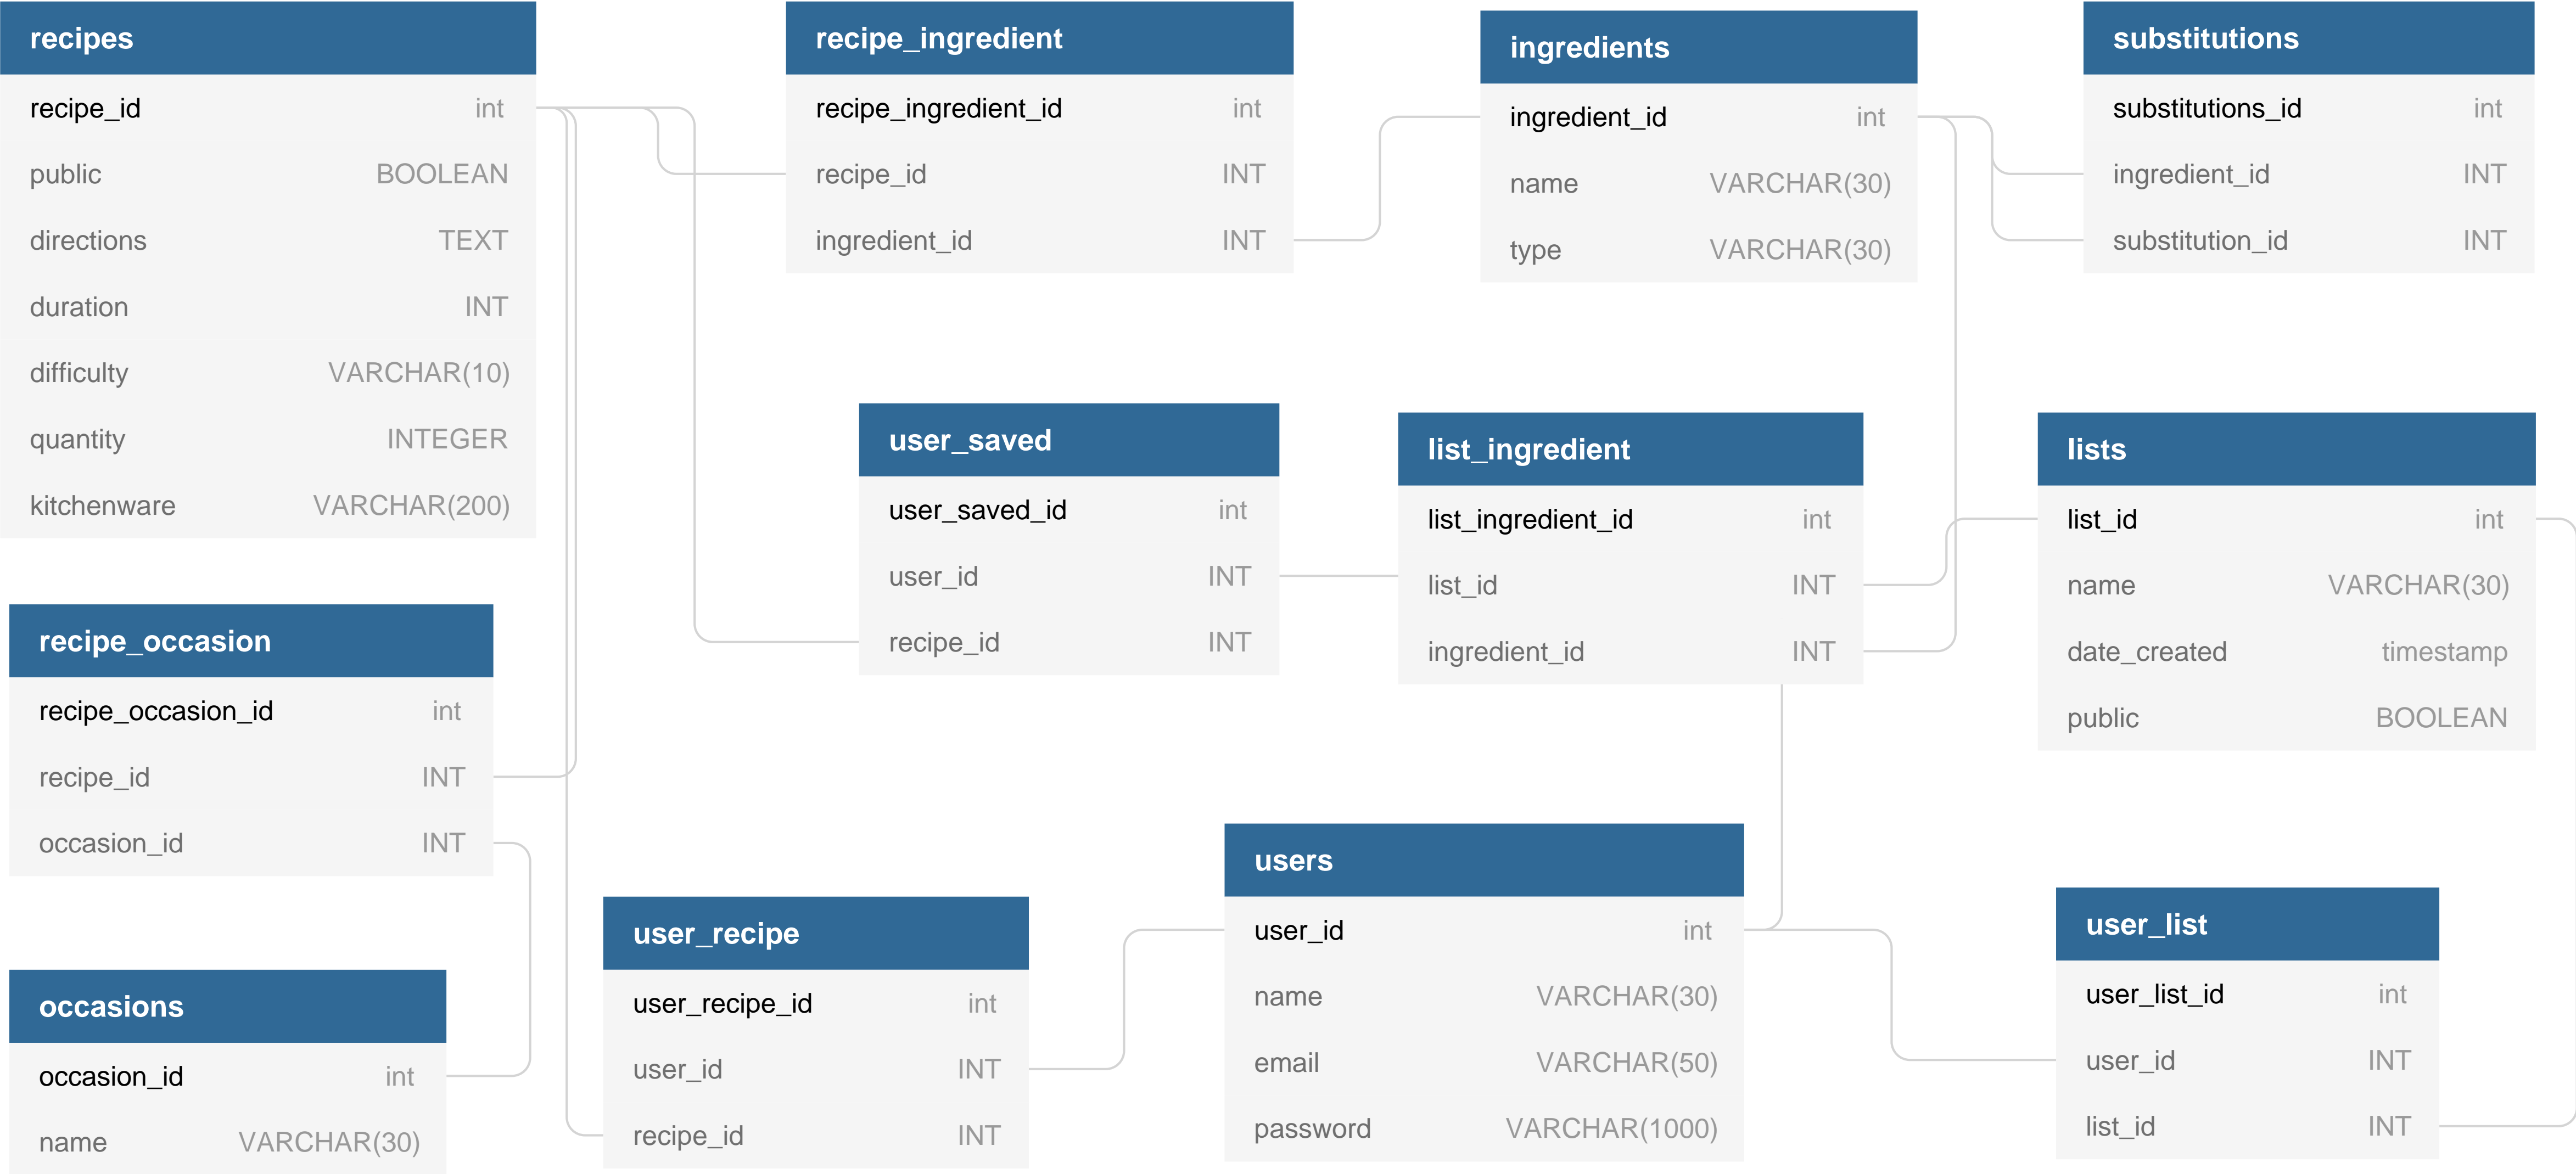 recipes
recipe_id int
public BOOLEAN
directions TEXT
duration INT
difficulty VARCHAR(10)
quantity INTEGER
kitchenware VARCHAR(200)
recipe_ingredient
recipe_ingredient_id int
recipe_id INT
ingredient_id INT
ingredients
ingredient_id int
name VARCHAR(30)
type VARCHAR(30)
substitutions
substitutions_id int
ingredient_id INT
substitution_id INT
user_saved
user_saved_id int
user_id INT
recipe_id INT
list_ingredient
list_ingredient_id int
list_id INT
ingredient_id INT
lists
list_id int
name VARCHAR(30)
date_created timestamp
public BOOLEAN
recipe_occasion
recipe_occasion_id int
recipe_id INT
occasion_id INT
occasions
occasion_id int
name VARCHAR(30)
user_recipe
user_recipe_id int
user_id INT
recipe_id INT
users
user_id int
name VARCHAR(30)
email VARCHAR(50)
password VARCHAR(1000)
user_list
user_list_id int
user_id INT
list_id INT